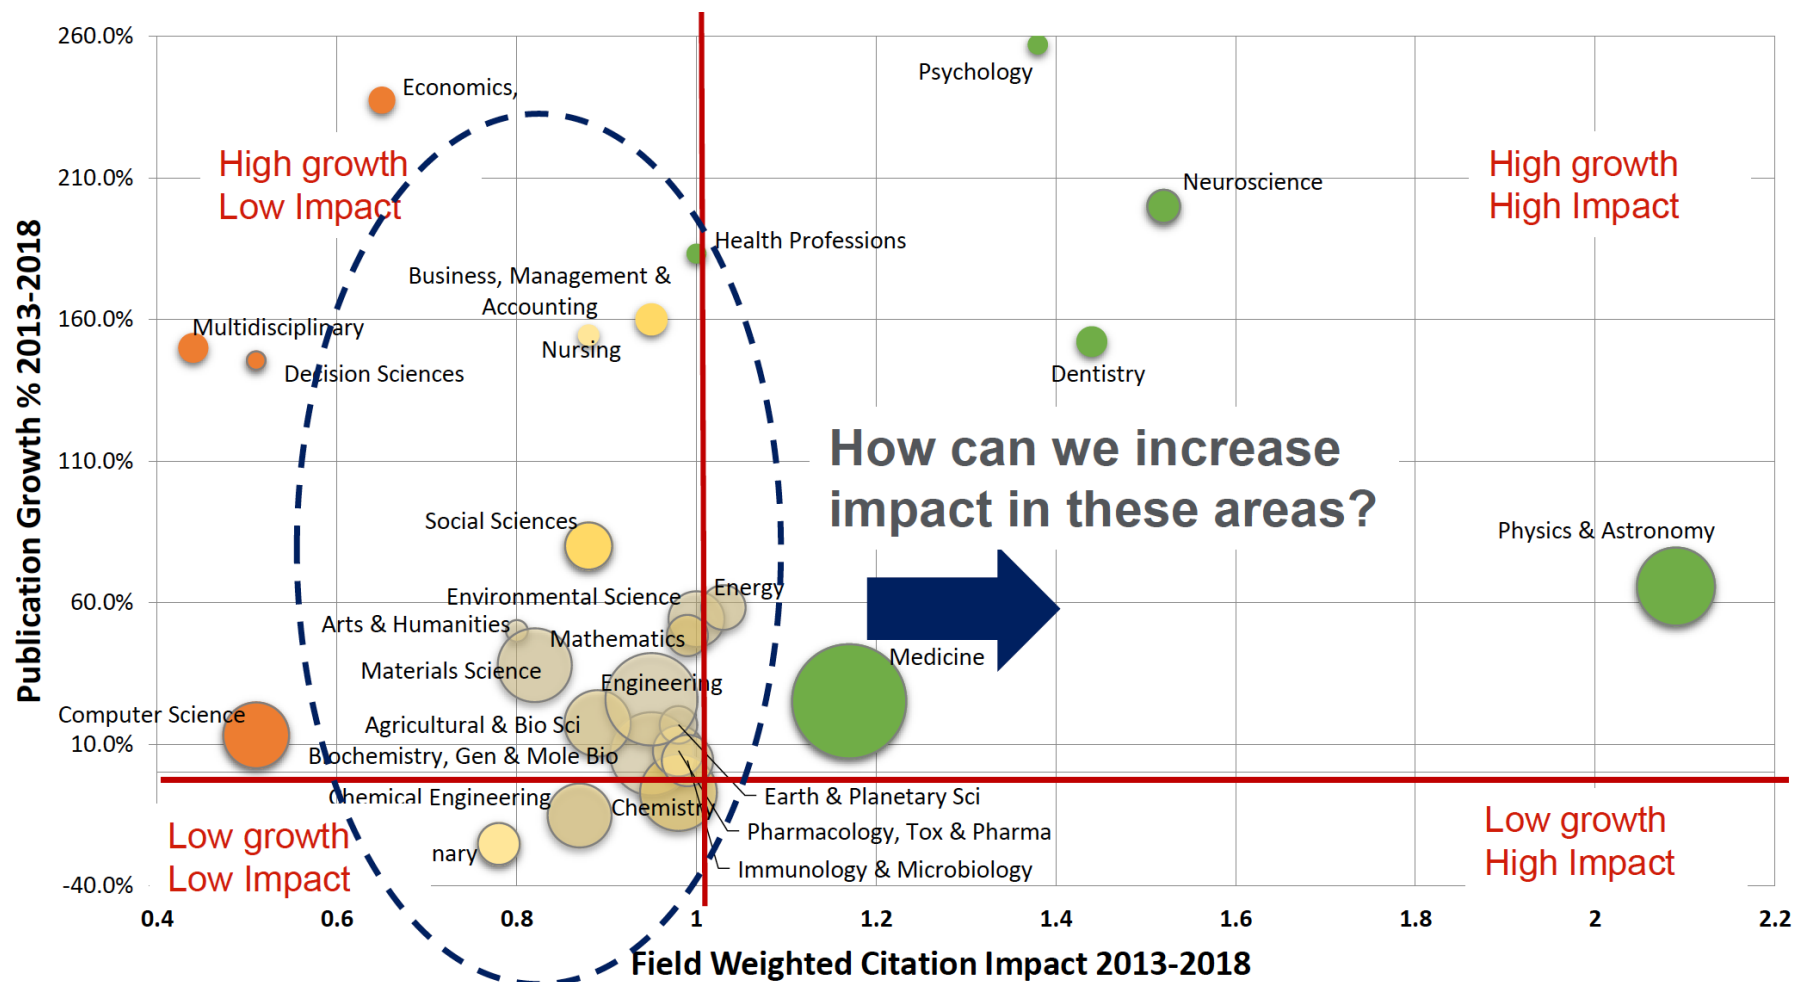 260.0%
210.0%
160.0%
110.0%
60.0%
10.0%
-40.0%
Publication Growth % 2013-2018
Economics,
Psychology
High growth
Low Impact
High growth
High Impact
Neuroscience
Health Professions
Business, Management &
Accounting
Nursing
Multidisciplinary
Decision Sciences
Dentistry
How can we increase
impact in these areas?
Social Sciences
Physics & Astronomy
Environmental Science
Energy
Arts & Humanities
Mathematics
Materials Science
Medicine
Engineering
Computer Science
Agricultural & Bio Sci
Biochemistry, Gen & Mole Bio
Chemical Engineering
Chemistry
Earth & Planetary Sci
Pharmacology, Tox & Pharma
Immunology & Microbiology
nary
Low growth
Low Impact
Low growth
High Impact
0.4 0.6 0.8 1 1.2 1.4 1.6 1.8 2 2.2
Field Weighted Citation Impact 2013-2018